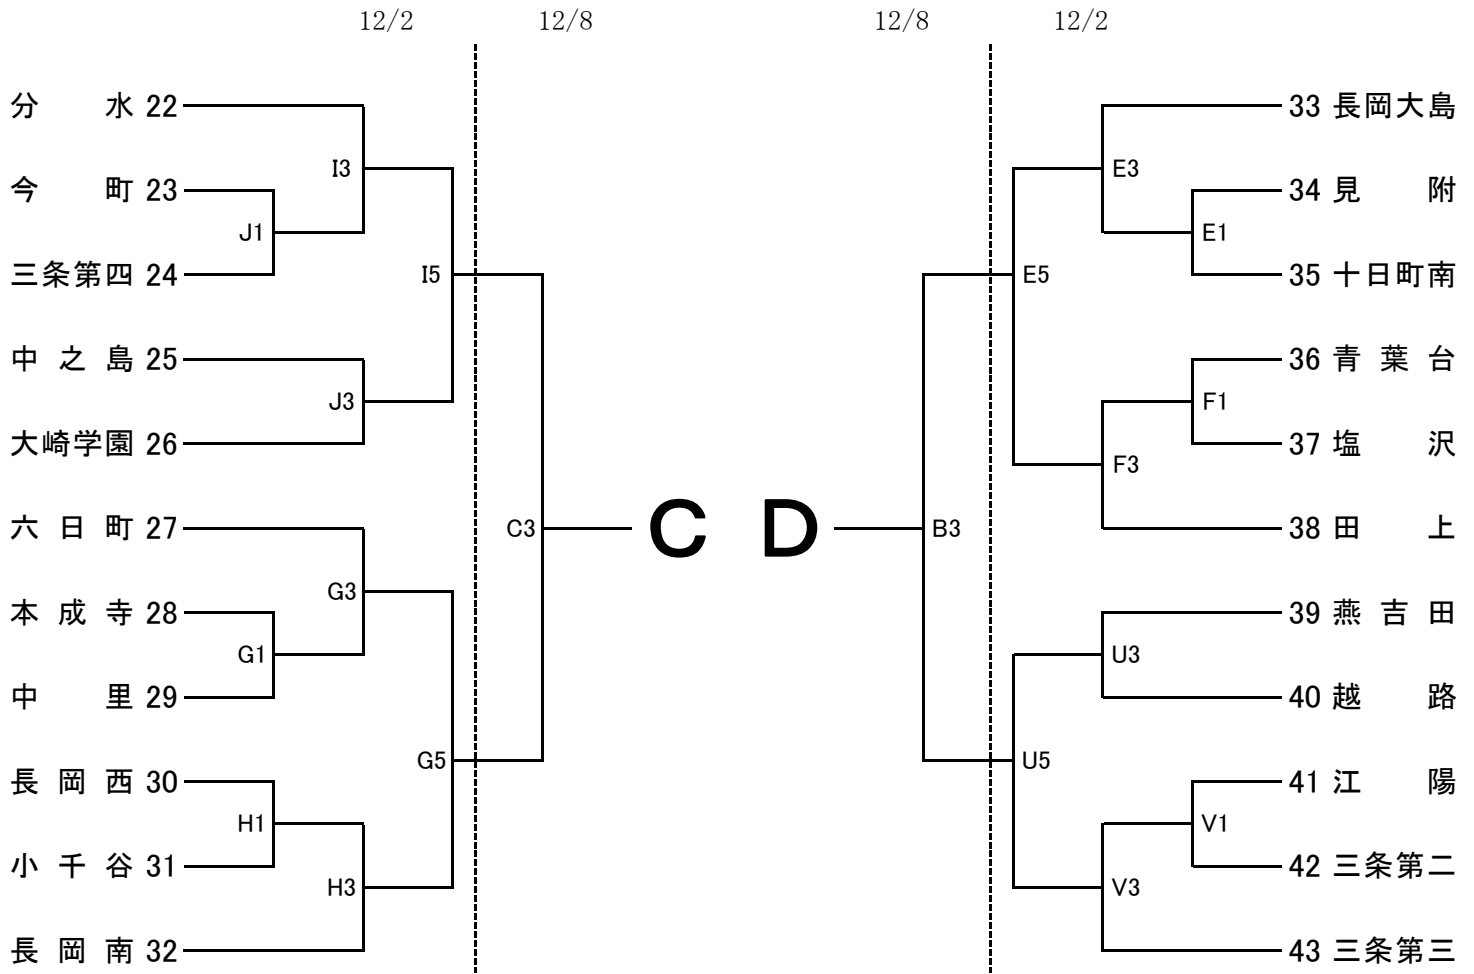 12/2 12/8 12/8 12/2
分水 22
I3
今町 23
J1
三条第四 24
I5
中之島 25
J3
大崎学園 26
六日町 27
C3
G3
本成寺 28
G1
中里 29
G5
長岡西 30
H1
小千谷 31
H3
長岡南 32
C D
33 長岡大島
E3
34 見附
E1
35 十日町南
E5
36 青葉台
F1
37 塩沢
F3
38 田上
B3
39 燕吉田
U3
40 越路
U5
41 江陽
V1
42 三条第二
V3
43 三条第三